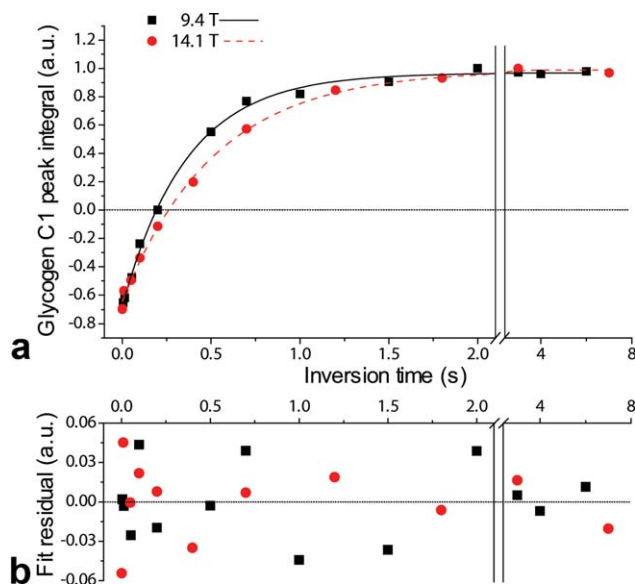 9.4 T
14.1 T
Glycogen C1 peak integral (a.u.)
1.2
1.0
0.8
0.6
0.4
0.2
0.0
-0.2
-0.4
-0.6
-0.8
0.0 0.5 1.0 1.5 2.0 4 6 8
a
Inversion time (s)
0.0 0.5 1.0 1.5 2.0 4 6 8
Fit residual (a.u.)
0.06
0.03
0.00
-0.03
-0.06
b